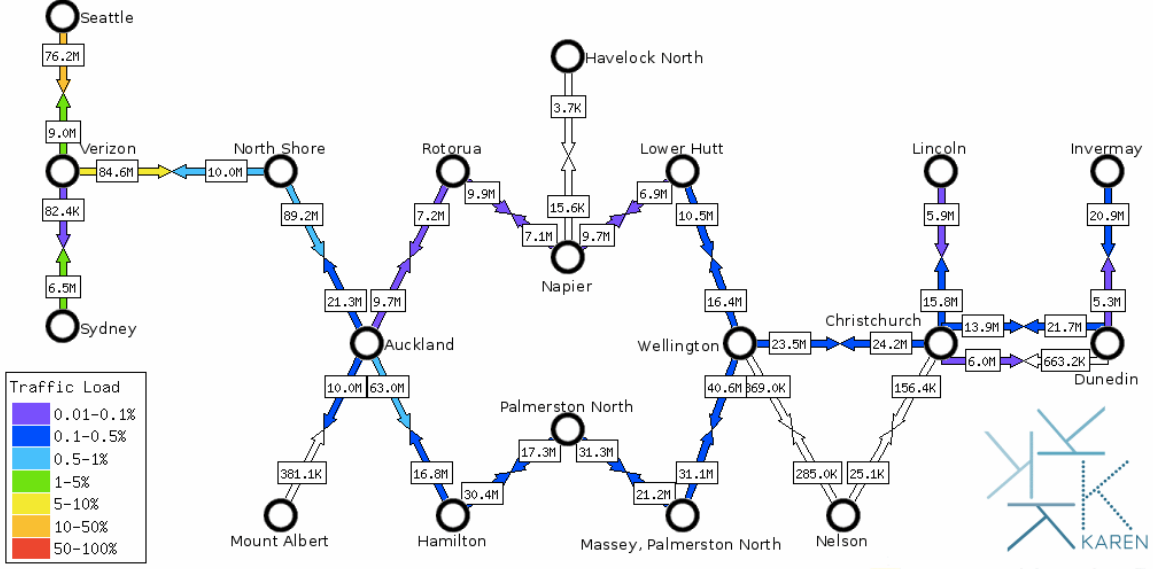 Seattle
76.2M
Havelock North
3.7K
9.0M
Verizon
North Shore
Rotorua
Lower Hutt
Lincoln
Invermay
84.6M
10.0M
9.9M
6.9M
82.4K
89.2M
7.2M
15.6K
10.5M
5.9M
20.9M
7.1M
9.7M
Napier
6.5M
21.3M
9.7M
16.4M
15.8M
5.3M
Sydney
Christchurch
13.9M
21.7M
Auckland
Wellington
23.5M
24.2M
6.0M
663.2K
Dunedin
Traffic Load
0.01-0.1%
0.1-0.5%
0.5-1%
1-5%
5-10%
10-50%
50-100%
10.0M
63.0M
40.6M
369.0K
156.4K
Palmerston North
17.3M
31.3M
381.1K
16.8M
30.4M
21.2M
31.1M
285.0K
25.1K
Mount Albert
Hamilton
Massey, Palmerston North
Nelson
KAREN